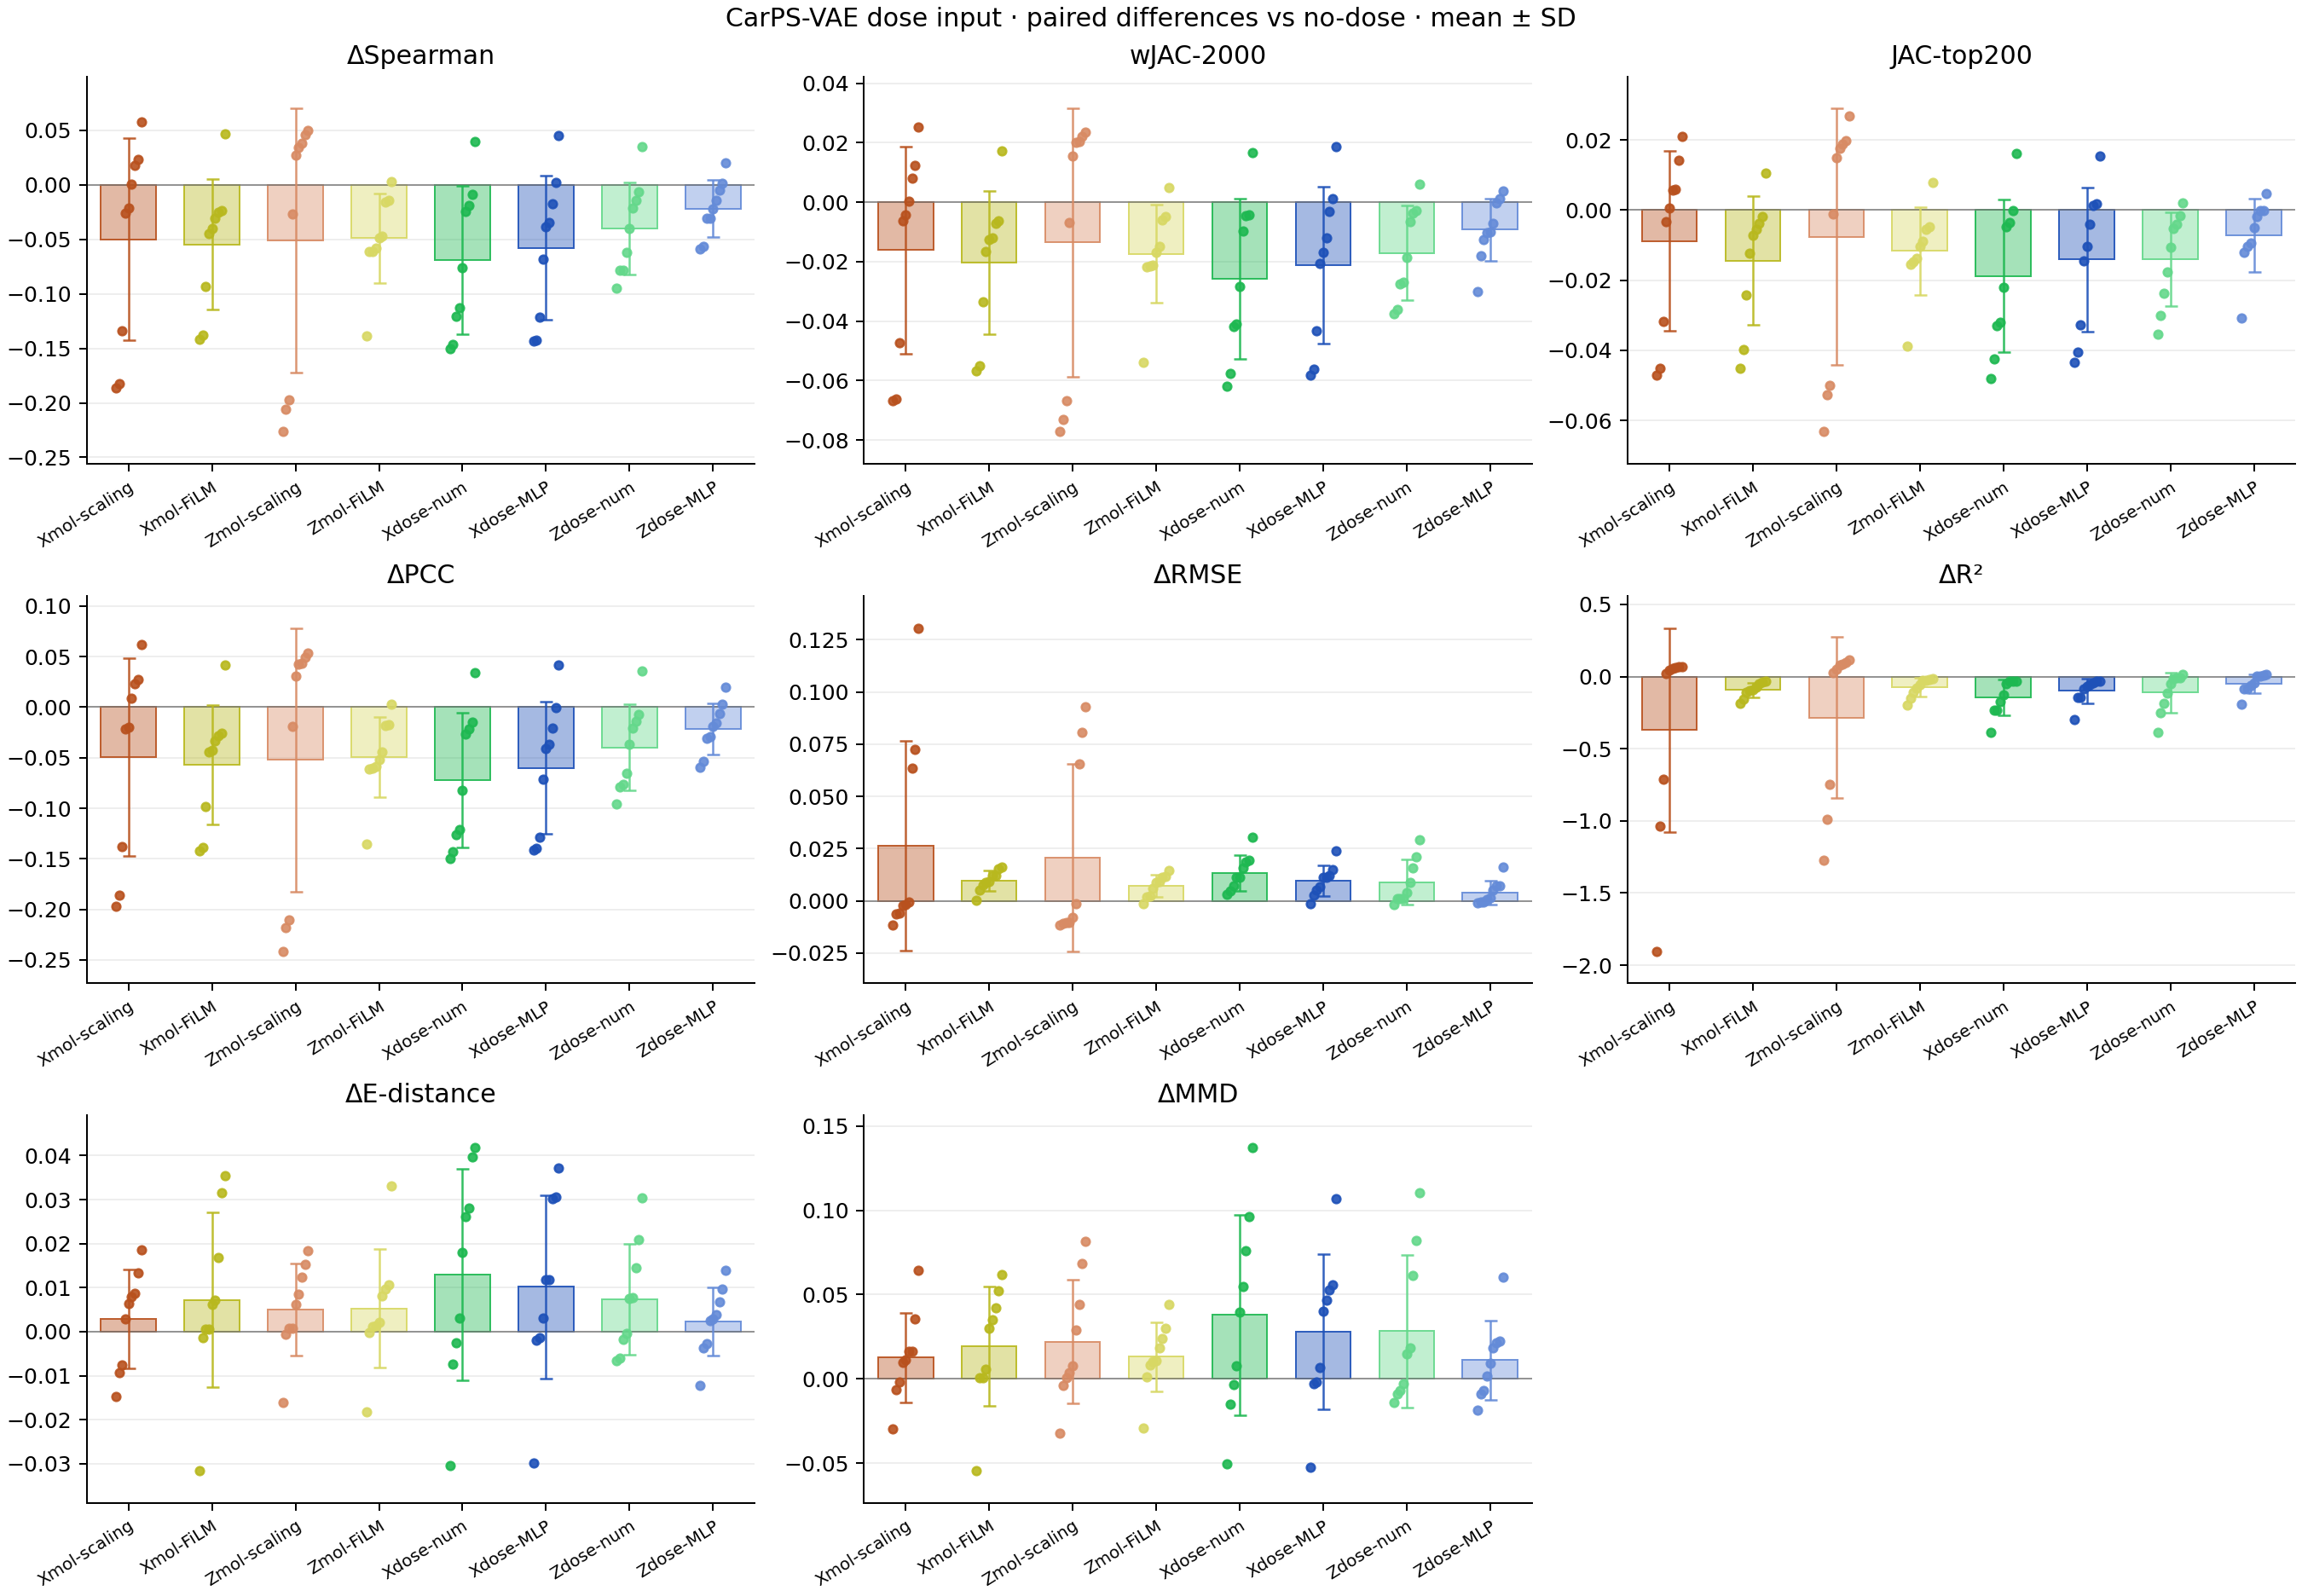 CarPS-VAE dose input · paired differences vs no-dose · mean ± SD
ΔSpearman
0.05
0.00
−0.05
−0.10
−0.15
−0.20
−0.25
Xmol-scaling
Xmol-FiLM
Zmol-scaling
Zmol-FiLM
Xdose-num
Xdose-MLP
Zdose-num
Zdose-MLP
wJAC-2000
0.04
0.02
0.00
−0.02
−0.04
−0.06
−0.08
Xmol-scaling
Xmol-FiLM
Zmol-scaling
Zmol-FiLM
Xdose-num
Xdose-MLP
Zdose-num
Zdose-MLP
JAC-top200
0.02
0.00
−0.02
−0.04
−0.06
Xmol-scaling
Xmol-FiLM
Zmol-scaling
Zmol-FiLM
Xdose-num
Xdose-MLP
Zdose-num
Zdose-MLP
ΔPCC
0.10
0.05
0.00
−0.05
−0.10
−0.15
−0.20
−0.25
Xmol-scaling
Xmol-FiLM
Zmol-scaling
Zmol-FiLM
Xdose-num
Xdose-MLP
Zdose-num
Zdose-MLP
ΔRMSE
0.125
0.100
0.075
0.050
0.025
0.000
−0.025
Xmol-scaling
Xmol-FiLM
Zmol-scaling
Zmol-FiLM
Xdose-num
Xdose-MLP
Zdose-num
Zdose-MLP
ΔR²
0.5
0.0
−0.5
−1.0
−1.5
−2.0
Xmol-scaling
Xmol-FiLM
Zmol-scaling
Zmol-FiLM
Xdose-num
Xdose-MLP
Zdose-num
Zdose-MLP
ΔE-distance
0.04
0.03
0.02
0.01
0.00
−0.01
−0.02
−0.03
Xmol-scaling
Xmol-FiLM
Zmol-scaling
Zmol-FiLM
Xdose-num
Xdose-MLP
Zdose-num
Zdose-MLP
ΔMMD
0.15
0.10
0.05
0.00
−0.05
Xmol-scaling
Xmol-FiLM
Zmol-scaling
Zmol-FiLM
Xdose-num
Xdose-MLP
Zdose-num
Zdose-MLP